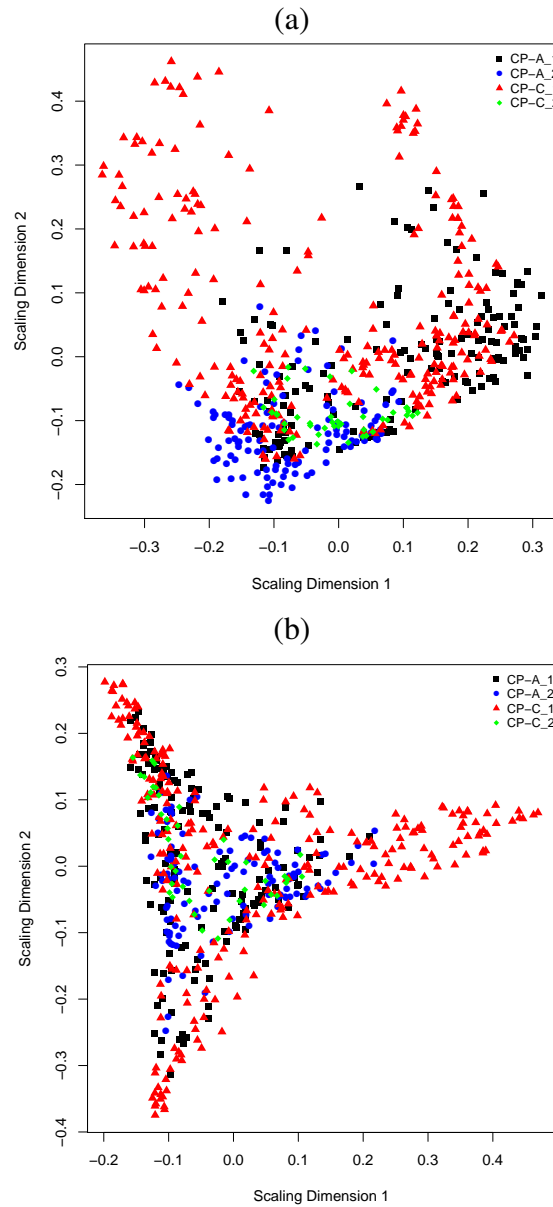 (a)
CP-A_1
CP-A_2
CP-C_
CP-C_
0.4
0.3
0.2
0.1
0.0
−0.1
−0.2
Scaling Dimension 2
−0.3 −0.2 −0.1 0.0 0.1 0.2 0.3
Scaling Dimension 1
(b)
CP-A_1
CP-A_2
CP-C_1
CP-C_2
0.3
0.2
0.1
0.0
−0.1
−0.2
−0.3
−0.4
Scaling Dimension 2
−0.2 −0.1 0.0 0.1 0.2 0.3 0.4
Scaling Dimension 1